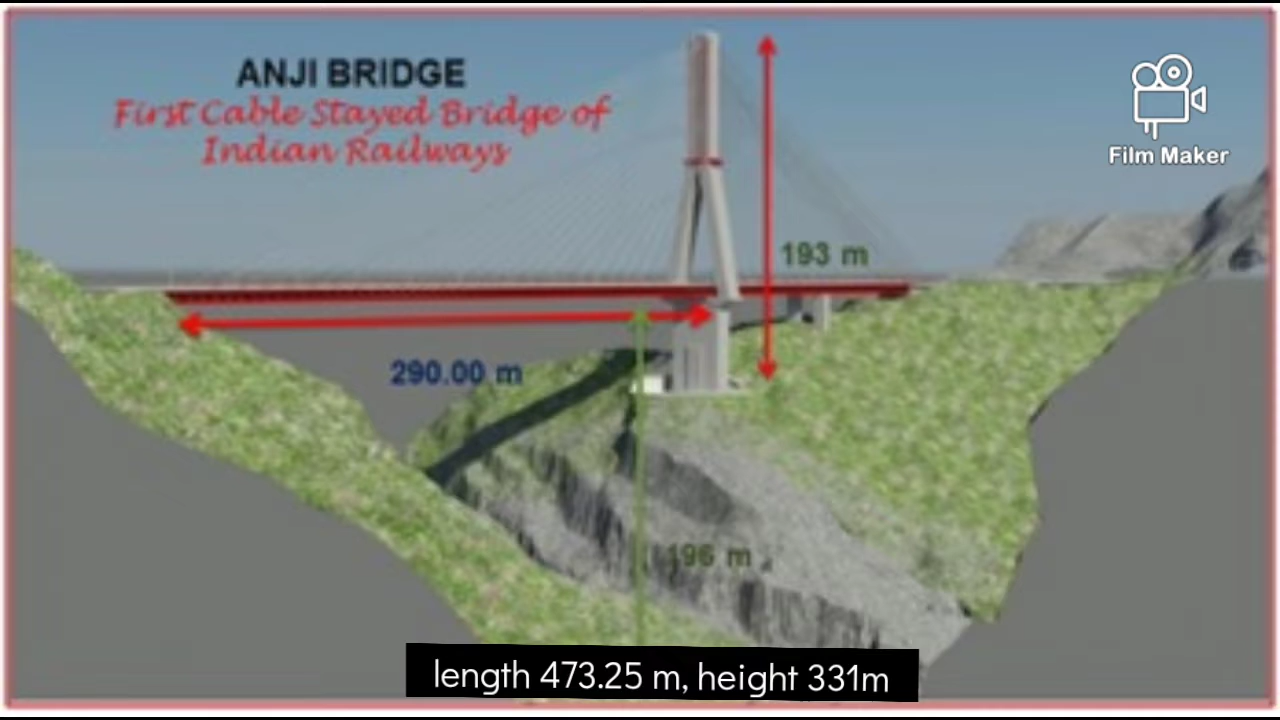 ANJI BRIDGE
First Cable Stayed Bridge of
Indian Railways
Film Maker
193 m
290.00 m
196 m
length 473.25 m, height 331m